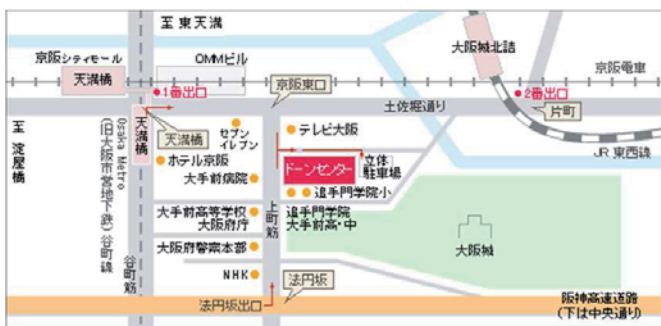 至 東天満
京阪シティモール
OMMビル
天満橋
大阪城北詰
京阪電車
1番出口
京阪東口
2番出口
土佐堀通り
片町
至 淀屋橋
Osaka Metro
(旧大阪市営地下鉄)谷町線
天満橋
天満橋
セブン
イレブン
テレビ大阪
JR 東西線
ホテル京阪
ドーンセンター
立体
駐車場
大手前病院
追手門学院小
大手前高等学校
大阪府庁
上町筋
追手門学院
大手前高・中
大阪城
大阪府警察本部
谷町筋
NHK
法円坂
法円坂出口
阪神高速道路
(下は中央通り)